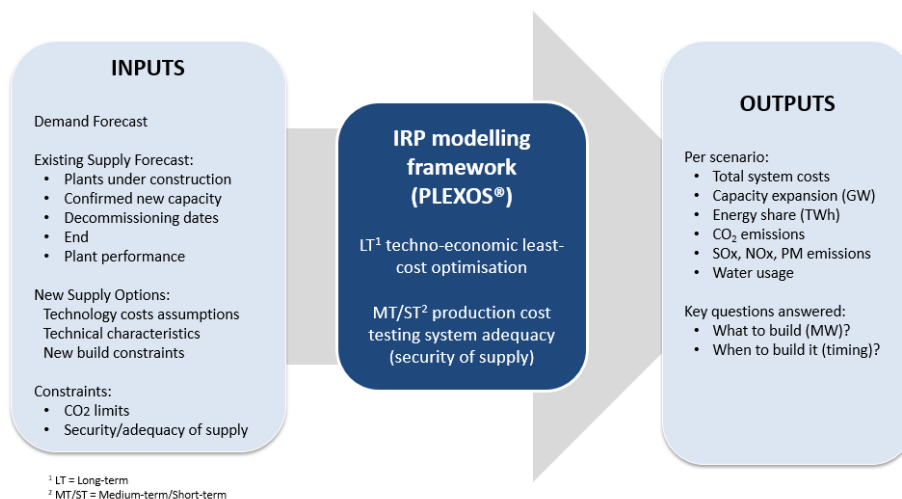 INPUTS
Demand Forecast
Existing Supply Forecast:
• Plants under construction
• Confirmed new capacity
• Decommissioning dates
• End
• Plant performance
New Supply Options:
Technology costs assumptions
Technical characteristics
New build constraints
Constraints:
• CO2 limits
• Security/adequacy of supply
IRP modelling
framework
(PLEXOS®)
LT¹ techno-economic least-
cost optimisation
MT/ST² production cost
testing system adequacy
(security of supply)
OUTPUTS
Per scenario:
• Total system costs
• Capacity expansion (GW)
• Energy share (TWh)
• CO₂ emissions
• SOx, NOx, PM emissions
• Water usage
Key questions answered:
• What to build (MW)?
• When to build it (timing)?
¹ LT = Long-term
² MT/ST = Medium-term/Short-term